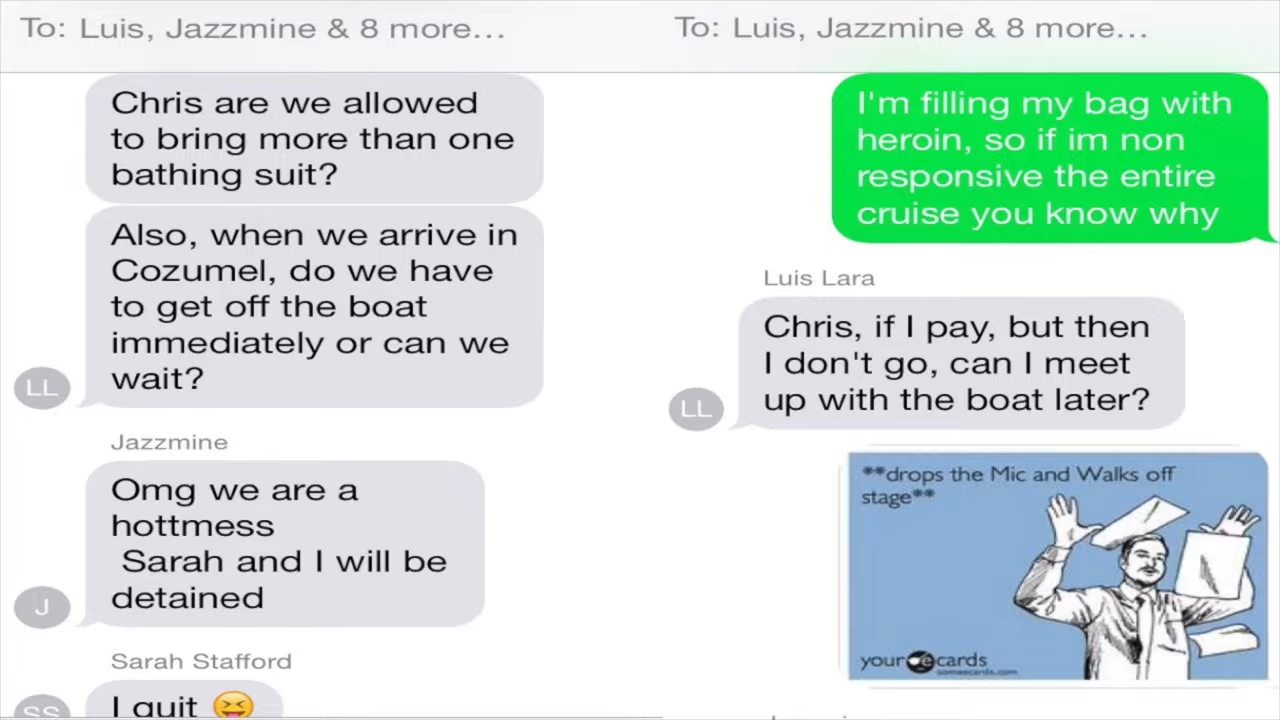 To: Luis, Jazzmine & 8 more...
Chris are we allowed
to bring more than one
bathing suit?
Also, when we arrive in
Cozumel, do we have
to get off the boat
immediately or can we
wait?
LL
Jazzmine
Omg we are a
hottmess
Sarah and I will be
detained
J
Sarah Stafford
I quit 😝
SS
To: Luis, Jazzmine & 8 more...
I'm filling my bag with
heroin, so if im non
responsive the entire
cruise you know why
Luis Lara
Chris, if I pay, but then
I don't go, can I meet
up with the boat later?
LL
**drops the Mic and Walks off
stage**
your ecards
someecards.com